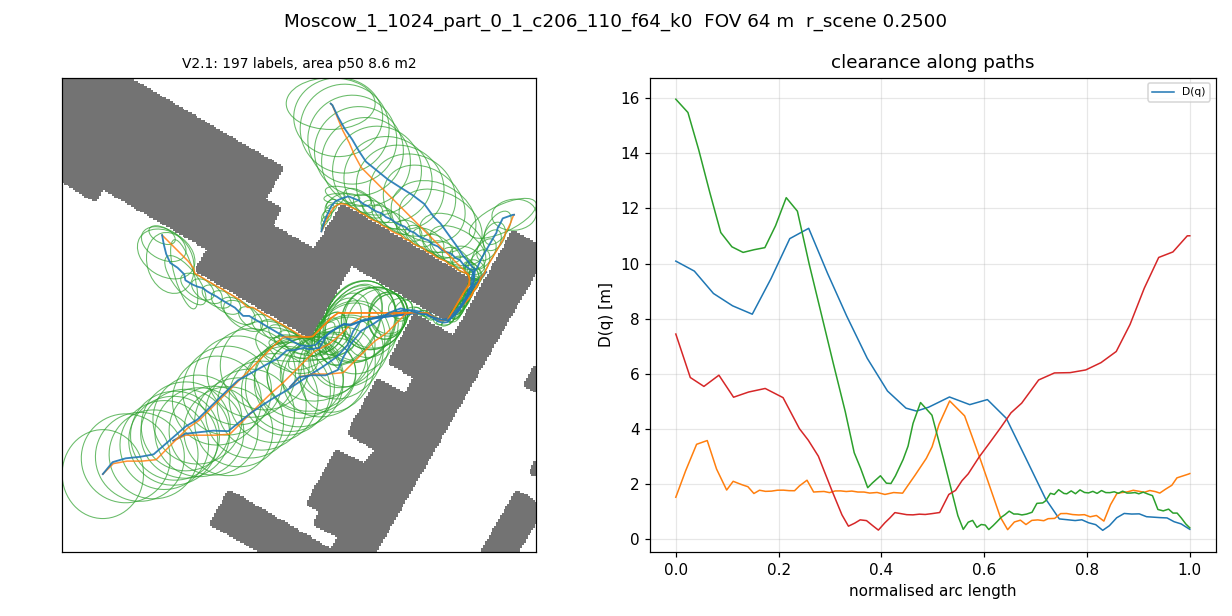 Moscow_1_1024_part_0_1_c206_110_f64_k0  FOV 64 m  r_scene 0.2500
V2.1: 197 labels, area p50 8.6 m2
clearance along paths
D(q)
D(q) [m]
16
14
12
10
8
6
4
2
0
0.0
0.2
0.4
0.6
0.8
1.0
normalised arc length